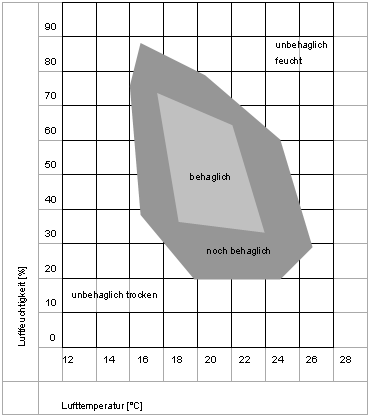 90
unbehaglich
feucht
80
70
60
50
behaglich
40
30
noch behaglich
20
unbehaglich trocken
10
0
Luftfeuchtigkeit [%]
12 14 16 18 20 22 24 26 28
Lufttemperatur [°C]